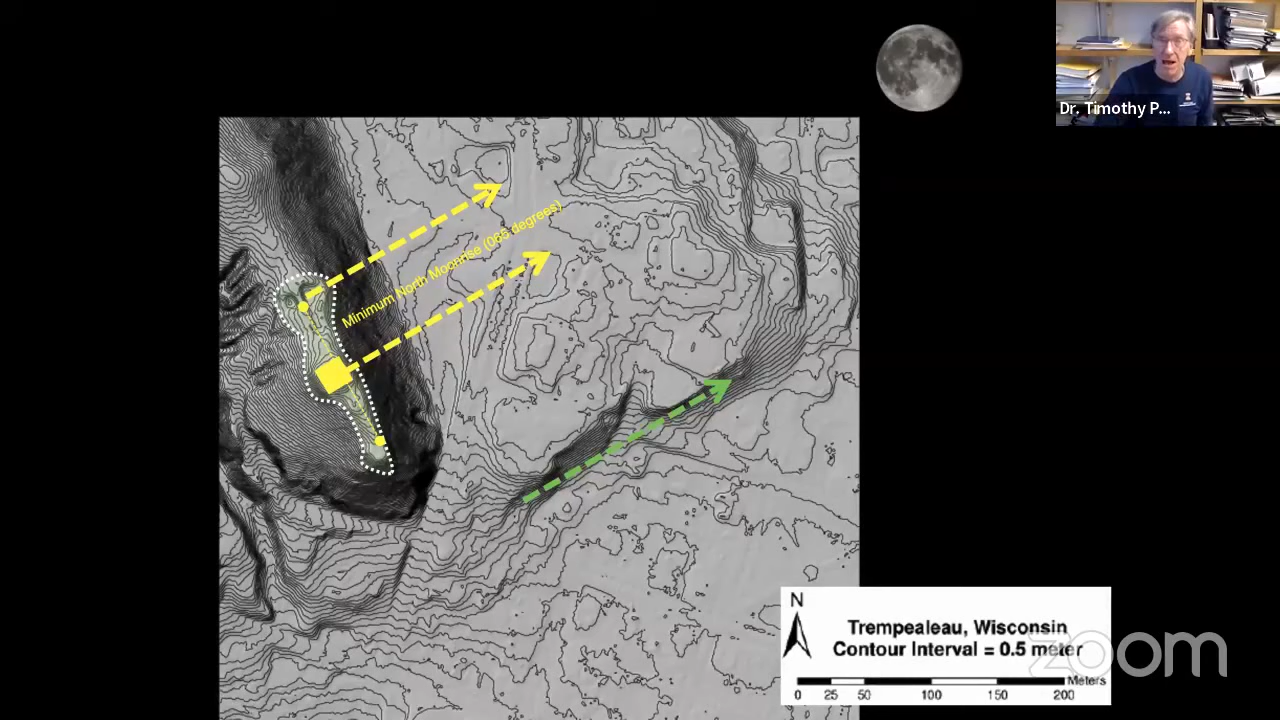 Dr. Timothy P...
Minimum North Moonrise (065 degrees)
N
Trempealeau, Wisconsin
Contour Interval = 0.5 meter
Meters
0 25 50 100 150 200
zoom